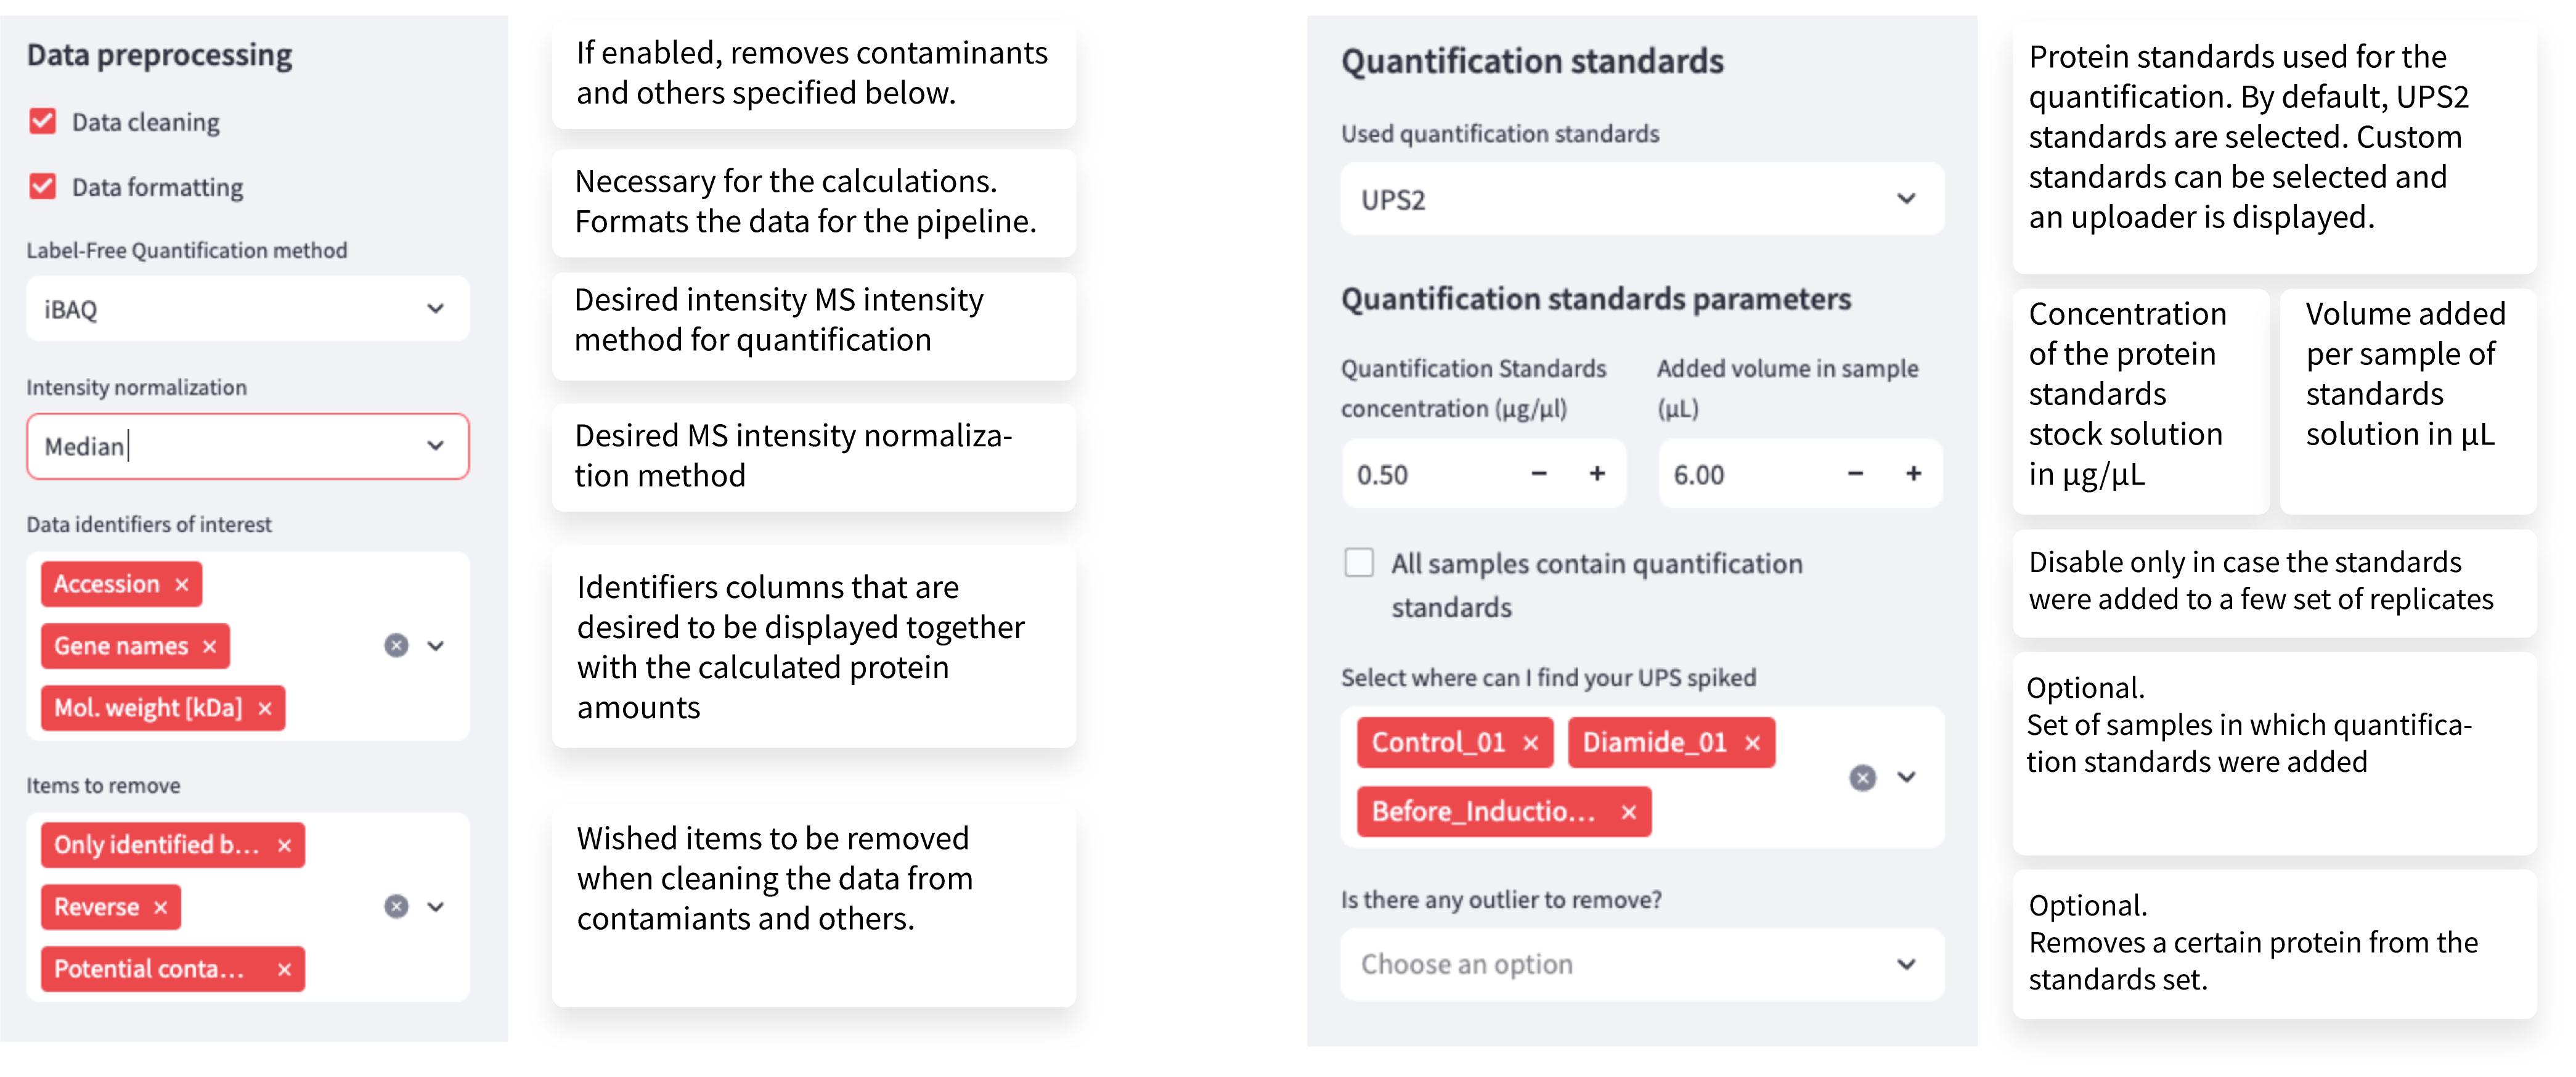 Data preprocessing
Data cleaning
Data formatting
Label-Free Quantification method
iBAQ
Intensity normalization
Median
Data identifiers of interest
Accession ×
Gene names ×
Mol. weight [kDa] ×
Items to remove
Only identified b... ×
Reverse ×
Potential conta... ×
If enabled, removes contaminants
and others specified below.
Necessary for the calculations.
Formats the data for the pipeline.
Desired intensity MS intensity
method for quantification
Desired MS intensity normaliza-
tion method
Identifiers columns that are
desired to be displayed together
with the calculated protein
amounts
Wished items to be removed
when cleaning the data from
contamiants and others.
Quantification standards
Used quantification standards
UPS2
Quantification standards parameters
Quantification Standards
concentration (μg/μl)
Added volume in sample
(μL)
0.50 − +
6.00 − +
All samples contain quantification
standards
Select where can I find your UPS spiked
Control_01 × Diamide_01 ×
Before_Inductio... ×
Is there any outlier to remove?
Choose an option
Protein standards used for the
quantification. By default, UPS2
standards are selected. Custom
standards can be selected and
an uploader is displayed.
Concentration
of the protein
standards
stock solution
in μg/μL
Volume added
per sample of
standards
solution in μL
Disable only in case the standards
were added to a few set of replicates
Optional.
Set of samples in which quantifica-
tion standards were added
Optional.
Removes a certain protein from the
standards set.